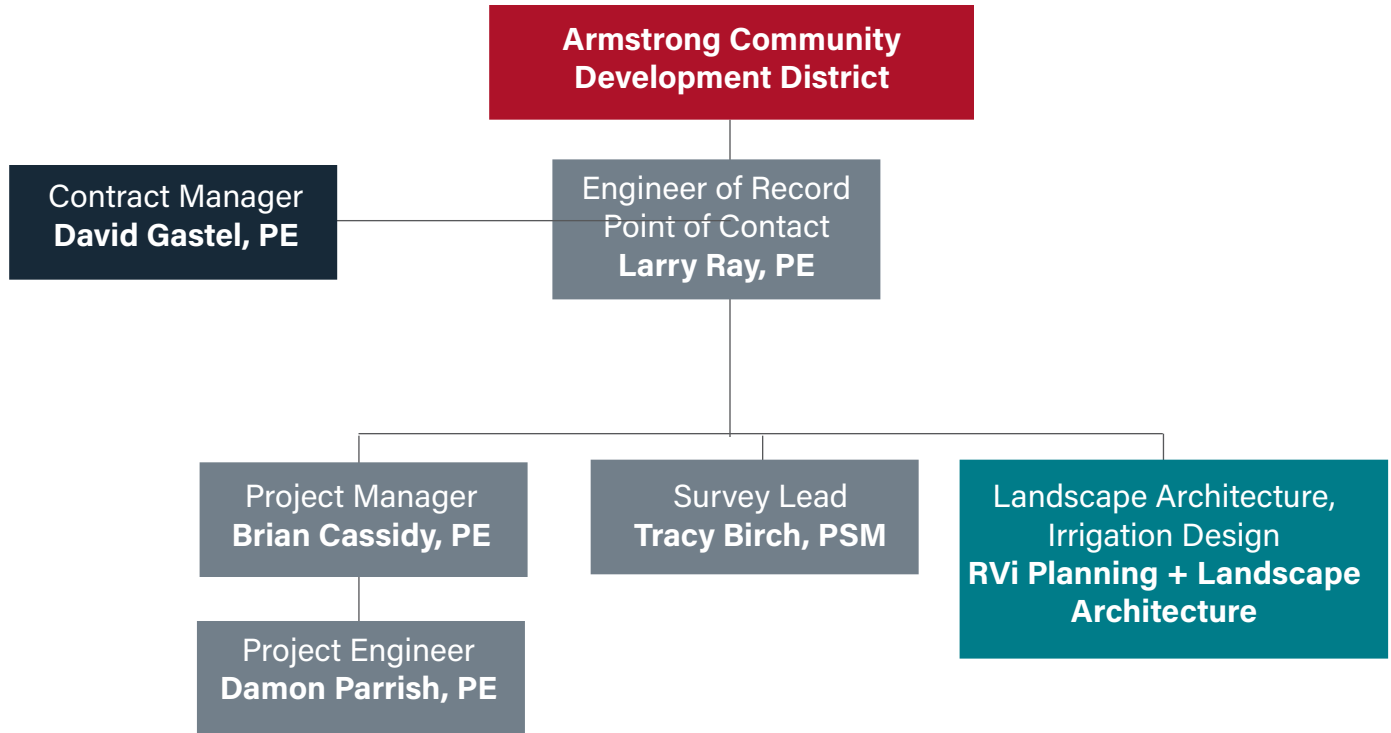 Armstrong Community
Development District
Contract Manager
David Gastel, PE
Engineer of Record
Point of Contact
Larry Ray, PE
Project Manager
Brian Cassidy, PE
Survey Lead
Tracy Birch, PSM
Landscape Architecture,
Irrigation Design
RVi Planning + Landscape
Architecture
Project Engineer
Damon Parrish, PE